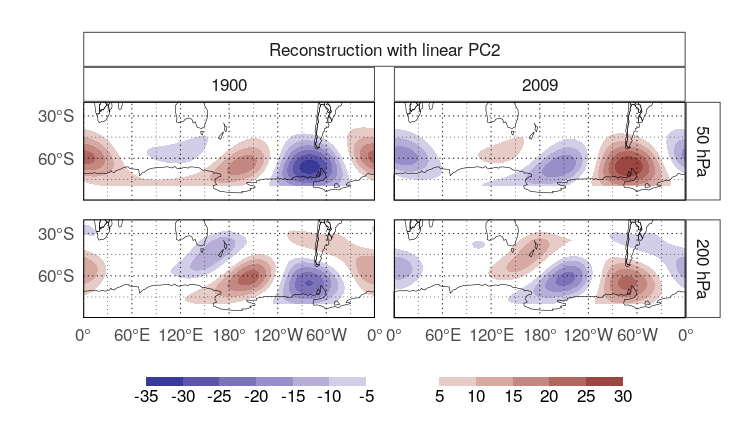 Reconstruction with linear PC2
1900 2009
30°S
60°S
50 hPa
30°S
60°S
200 hPa
0° 60°E 120°E 180° 120°W 60°W 0° 0° 60°E 120°E 180° 120°W 60°W 0°
-35 -30 -25 -20 -15 -10 -5 5 10 15 20 25 30